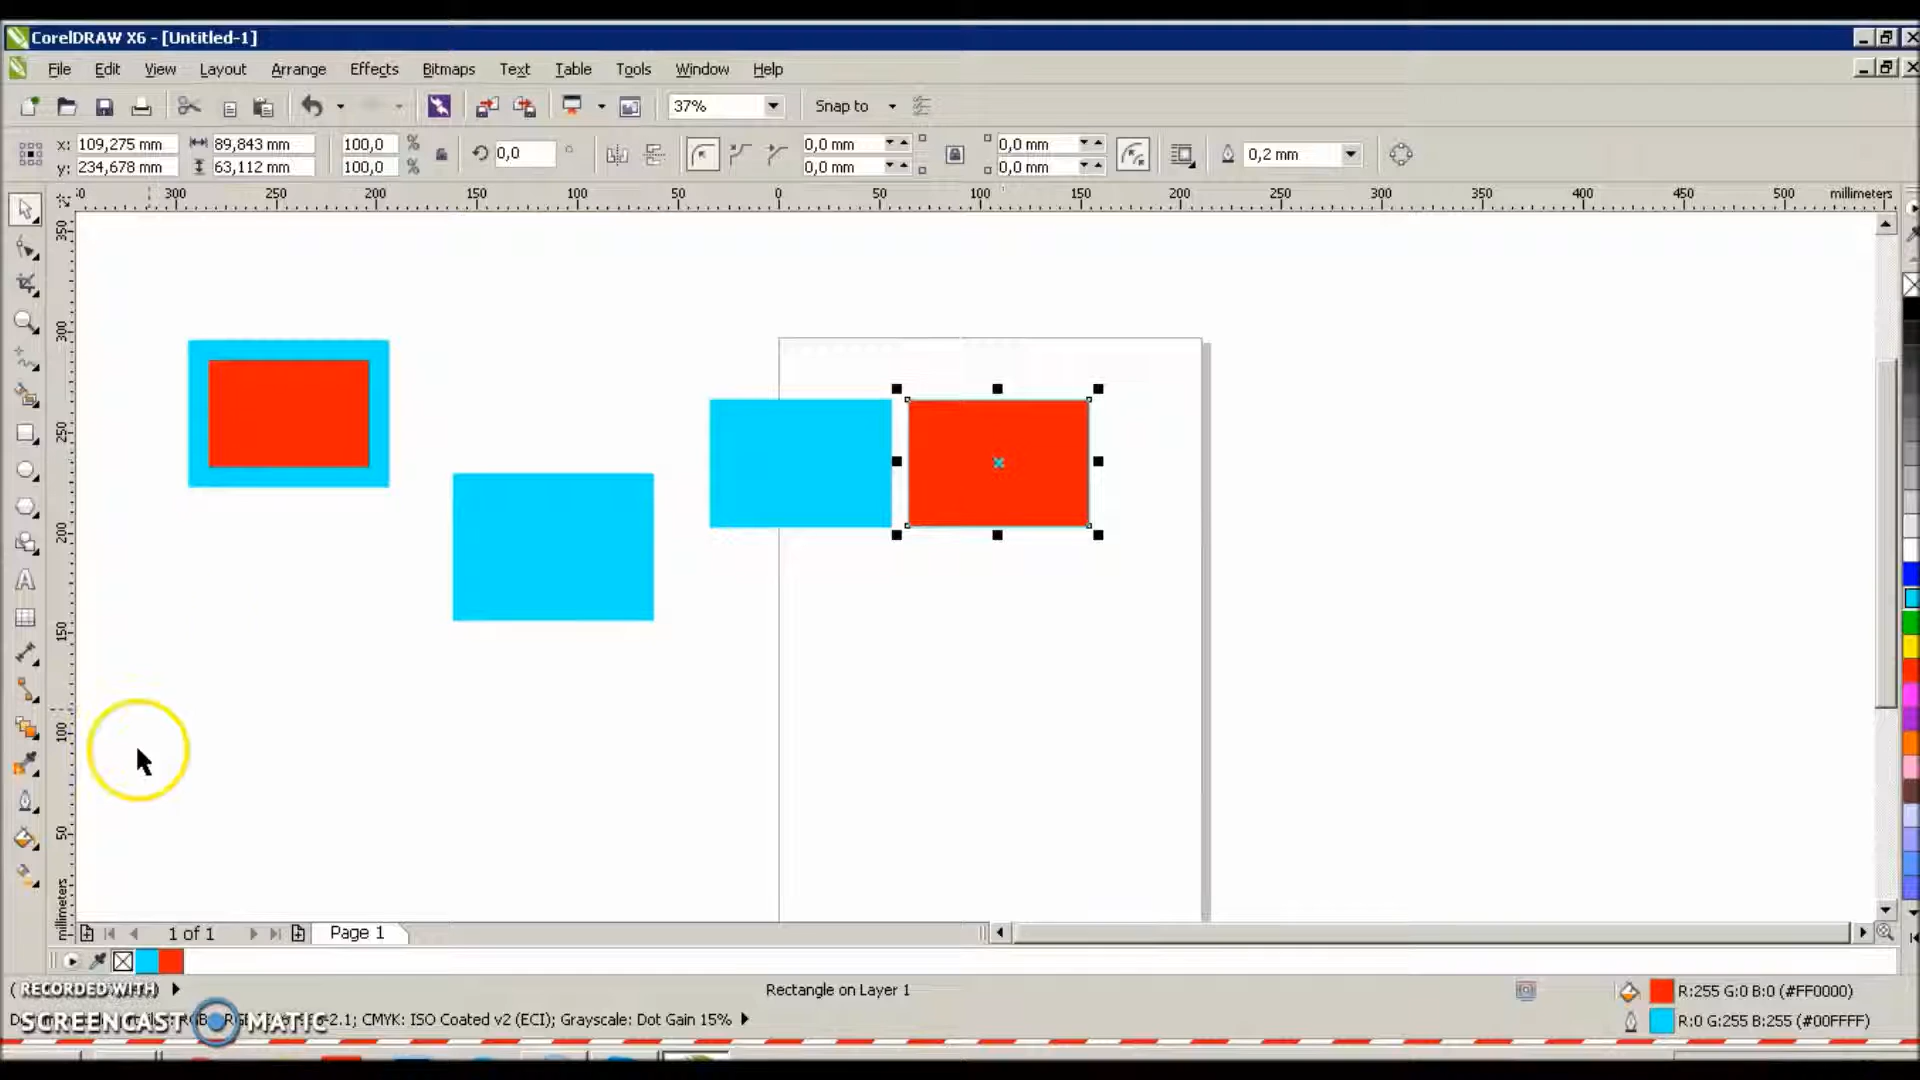 CorelDRAW X6 - [Untitled-1]
File Edit View Layout Arrange Effects Bitmaps Text Table Tools Window Help
37% Snap to
x: 109,275 mm 89,843 mm 100,0 % 0,0 ° 0,0 mm 0,0 mm 0,2 mm
y: 234,678 mm 63,112 mm 100,0 % 0,0 mm 0,0 mm
300 250 200 150 100 50 0 50 100 150 200 250 300 350 400 450 500 millimeters
350
300
250
200
150
100
50
millimeters
1 of 1 Page 1
RECORDED WITH
Rectangle on Layer 1
R:255 G:0 B:0 (#FF0000)
SCREENCAST MATIC
-2.1; CMYK: ISO Coated v2 (ECI); Grayscale: Dot Gain 15%
R:0 G:255 B:255 (#00FFFF)